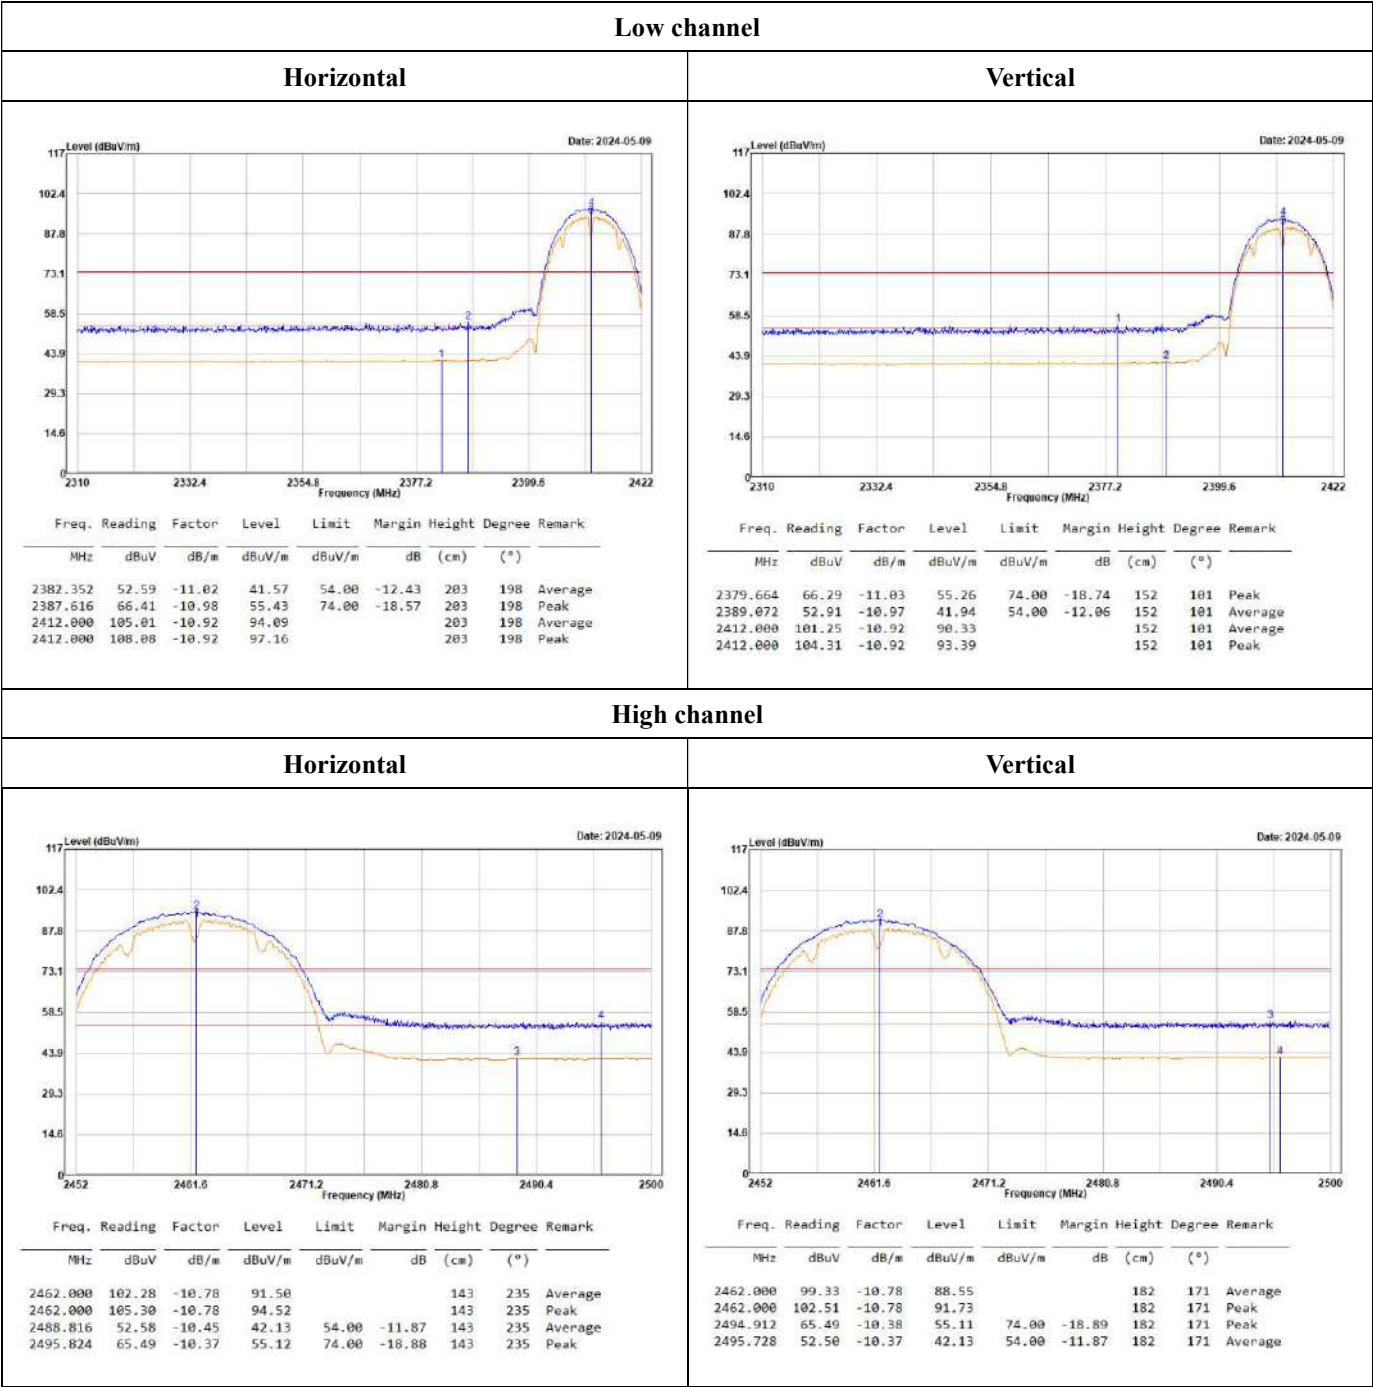 Low channel
Horizontal Vertical
Level (dBuV/m) Date: 2024-05-09
117
102.4
87.8
73.1
58.5
43.9
29.3
14.6
0
4
2
1
2310 2332.4 2354.8 2377.2 2399.6 2422
Frequency (MHz)
Freq. Reading Factor Level Limit Margin Height Degree Remark
MHz dBuV dB/m dBuV/m dBuV/m dB (cm) (°)
2382.352 52.59 -11.02 41.57 54.00 -12.43 203 198 Average
2387.616 66.41 -10.98 55.43 74.00 -18.57 203 198 Peak
2412.000 105.01 -10.92 94.09 203 198 Average
2412.000 108.08 -10.92 97.16 203 198 Peak
Level (dBuV/m) Date: 2024-05-09
117
102.4
87.8
73.1
58.5
43.9
29.3
14.6
0
4
1
2
2310 2332.4 2354.8 2377.2 2399.6 2422
Frequency (MHz)
Freq. Reading Factor Level Limit Margin Height Degree Remark
MHz dBuV dB/m dBuV/m dBuV/m dB (cm) (°)
2379.664 66.29 -11.03 55.26 74.00 -18.74 152 101 Peak
2389.072 52.91 -10.97 41.94 54.00 -12.06 152 101 Average
2412.000 101.25 -10.92 90.33 152 101 Average
2412.000 104.31 -10.92 93.39 152 101 Peak
High channel
Horizontal Vertical
Level (dBuV/m) Date: 2024-05-09
117
102.4
87.8
73.1
58.5
43.9
29.3
14.6
0
2
4
3
2452 2461.6 2471.2 2480.8 2490.4 2500
Frequency (MHz)
Freq. Reading Factor Level Limit Margin Height Degree Remark
MHz dBuV dB/m dBuV/m dBuV/m dB (cm) (°)
2462.000 102.28 -10.78 91.50 143 235 Average
2462.000 105.30 -10.78 94.52 143 235 Peak
2488.816 52.58 -10.45 42.13 54.00 -11.87 143 235 Average
2495.824 65.49 -10.37 55.12 74.00 -18.88 143 235 Peak
Level (dBuV/m) Date: 2024-05-09
117
102.4
87.8
73.1
58.5
43.9
29.3
14.6
0
2
3
4
2452 2461.6 2471.2 2480.8 2490.4 2500
Frequency (MHz)
Freq. Reading Factor Level Limit Margin Height Degree Remark
MHz dBuV dB/m dBuV/m dBuV/m dB (cm) (°)
2462.000 99.33 -10.78 88.55 182 171 Average
2462.000 102.51 -10.78 91.73 182 171 Peak
2494.912 65.49 -10.38 55.11 74.00 -18.89 182 171 Peak
2495.728 52.50 -10.37 42.13 54.00 -11.87 182 171 Average